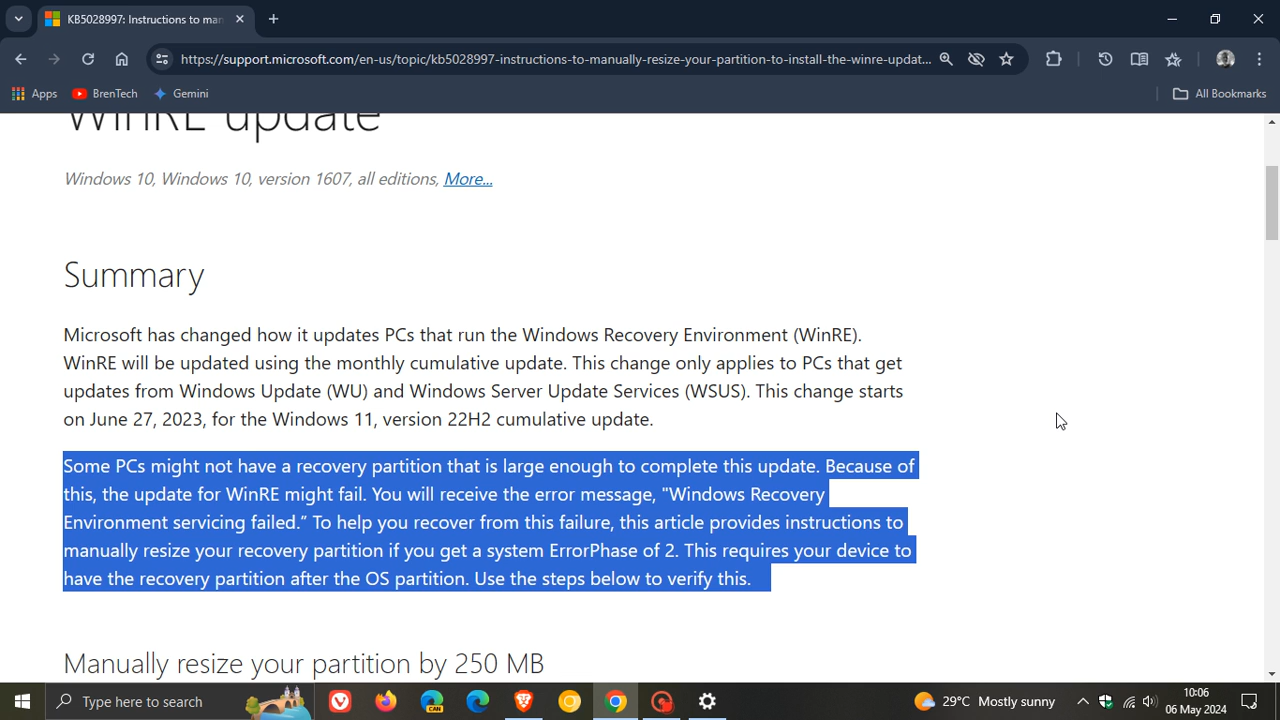 KB5028997: Instructions to man
https://support.microsoft.com/en-us/topic/kb5028997-instructions-to-manually-resize-your-partition-to-install-the-winre-updat...
Apps
BrenTech
Gemini
All Bookmarks
WinRE update
Windows 10, Windows 10, version 1607, all editions, More...
Summary
Microsoft has changed how it updates PCs that run the Windows Recovery Environment (WinRE).
WinRE will be updated using the monthly cumulative update. This change only applies to PCs that get
updates from Windows Update (WU) and Windows Server Update Services (WSUS). This change starts
on June 27, 2023, for the Windows 11, version 22H2 cumulative update.
Some PCs might not have a recovery partition that is large enough to complete this update. Because of
this, the update for WinRE might fail. You will receive the error message, "Windows Recovery
Environment servicing failed.” To help you recover from this failure, this article provides instructions to
manually resize your recovery partition if you get a system ErrorPhase of 2. This requires your device to
have the recovery partition after the OS partition. Use the steps below to verify this.
Manually resize your partition by 250 MB
Type here to search
CAN
29°C Mostly sunny
10:06
06 May 2024